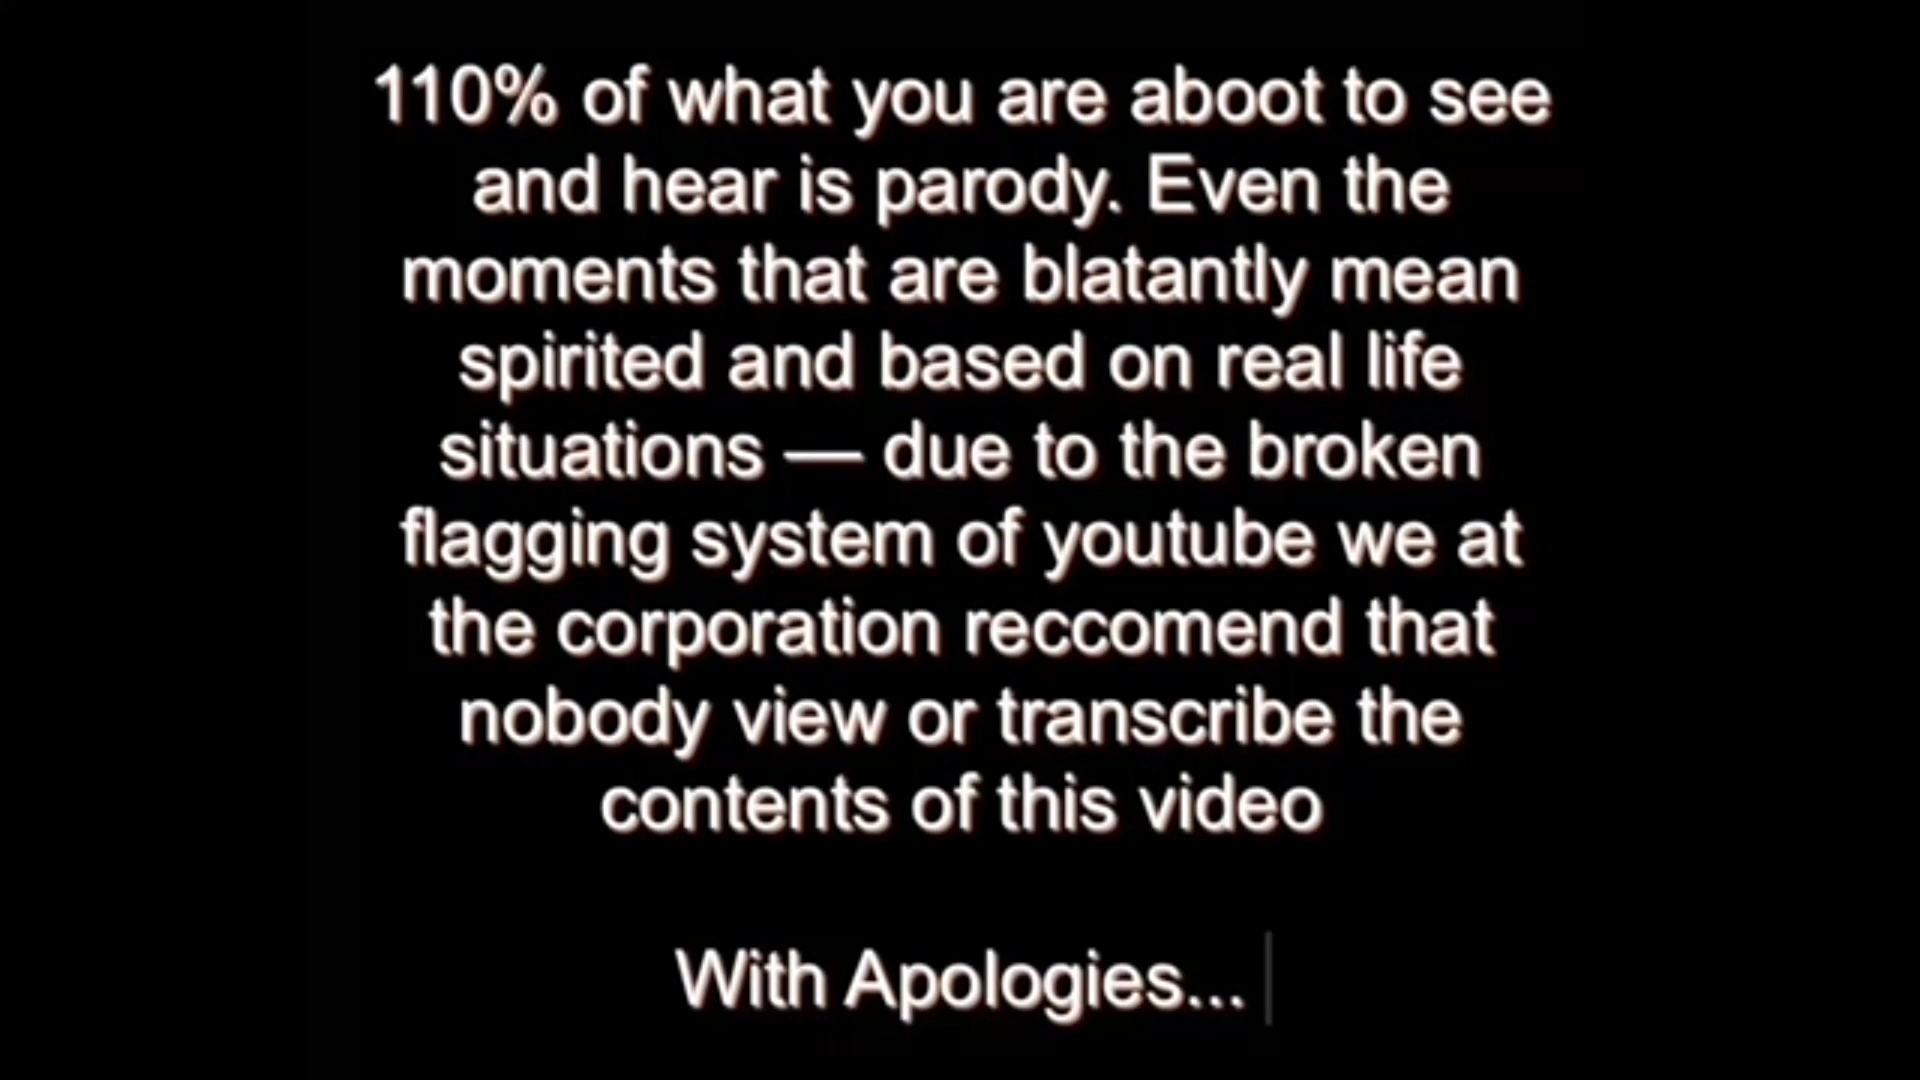 110% of what you are aboot to see
and hear is parody. Even the
moments that are blatantly mean
spirited and based on real life
situations — due to the broken
flagging system of youtube we at
the corporation reccomend that
nobody view or transcribe the
contents of this video
With Apologies...